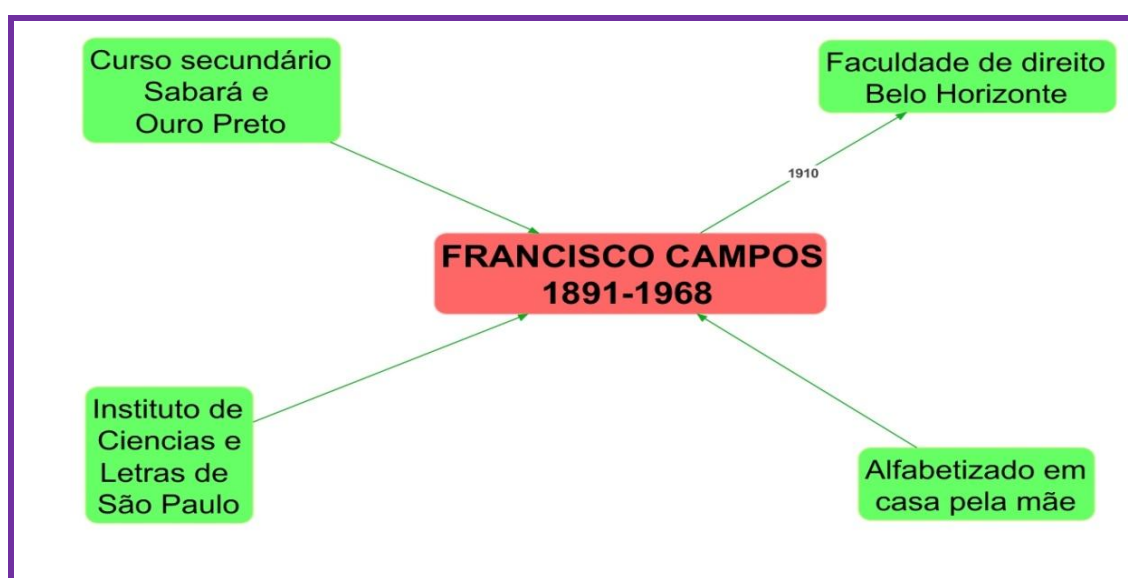 Curso secundário
Sabará e
Ouro Preto
Faculdade de direito
Belo Horizonte
1910
FRANCISCO CAMPOS
1891-1968
Instituto de
Ciencias e
Letras de
São Paulo
Alfabetizado em
casa pela mãe